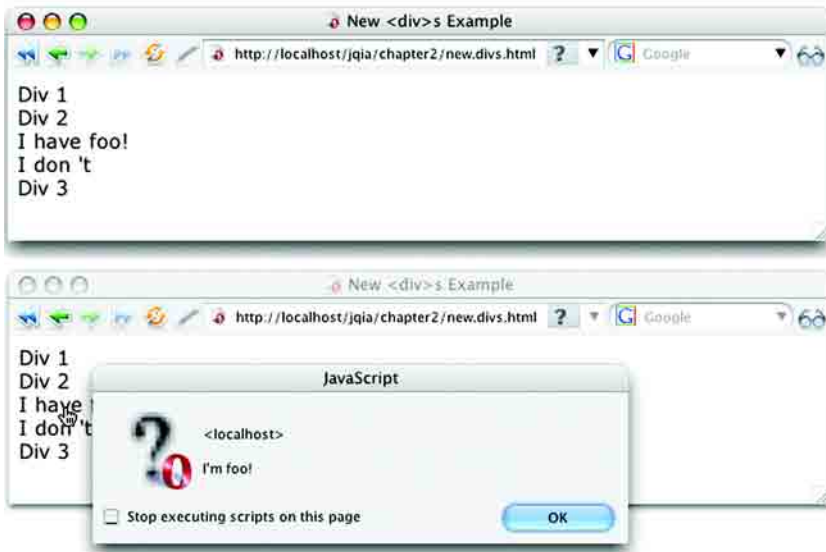 New <div>s Example
http://localhost/jqia/chapter2/new.divs.html ? G Google
Div 1
Div 2
I have foo!
I don 't
Div 3
New <div>s Example
http://localhost/jqia/chapter2/new.divs.html ? G Google
Div 1
Div 2
I have
I don 't
Div 3
JavaScript
<localhost>
I'm foo!
Stop executing scripts on this page
OK